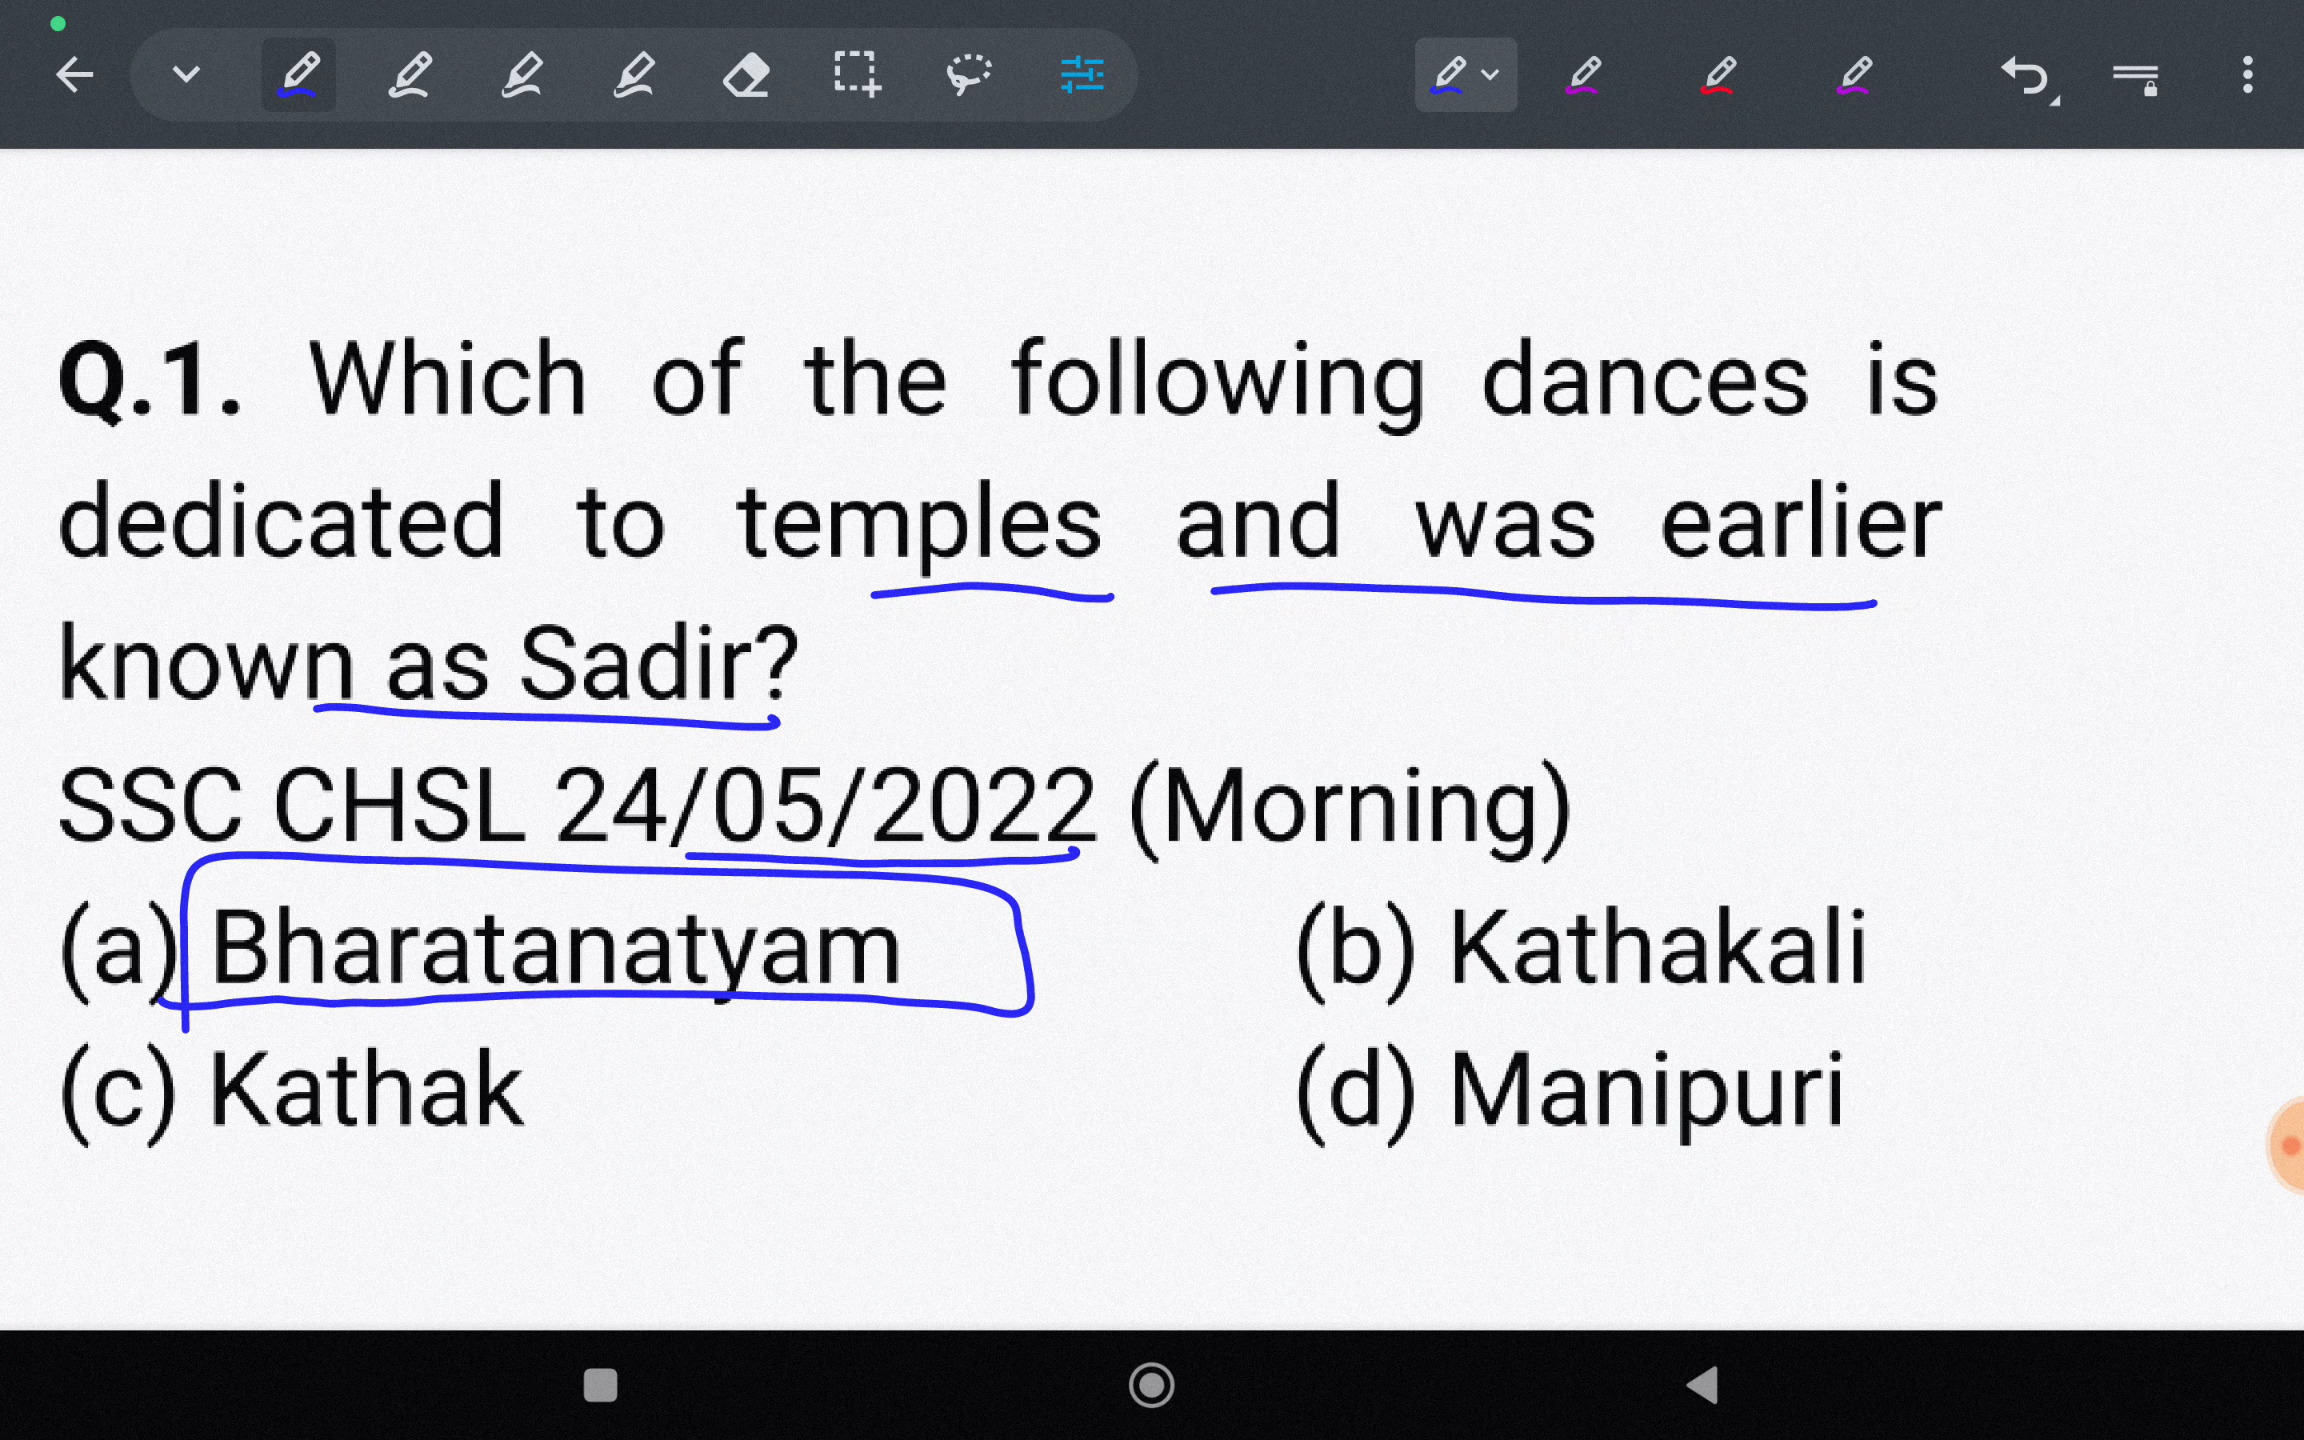 Q.1. Which of the following dances is
dedicated to temples and was earlier
known as Sadir?
SSC CHSL 24/05/2022 (Morning)
(a) Bharatanatyam (b) Kathakali
(c) Kathak (d) Manipuri